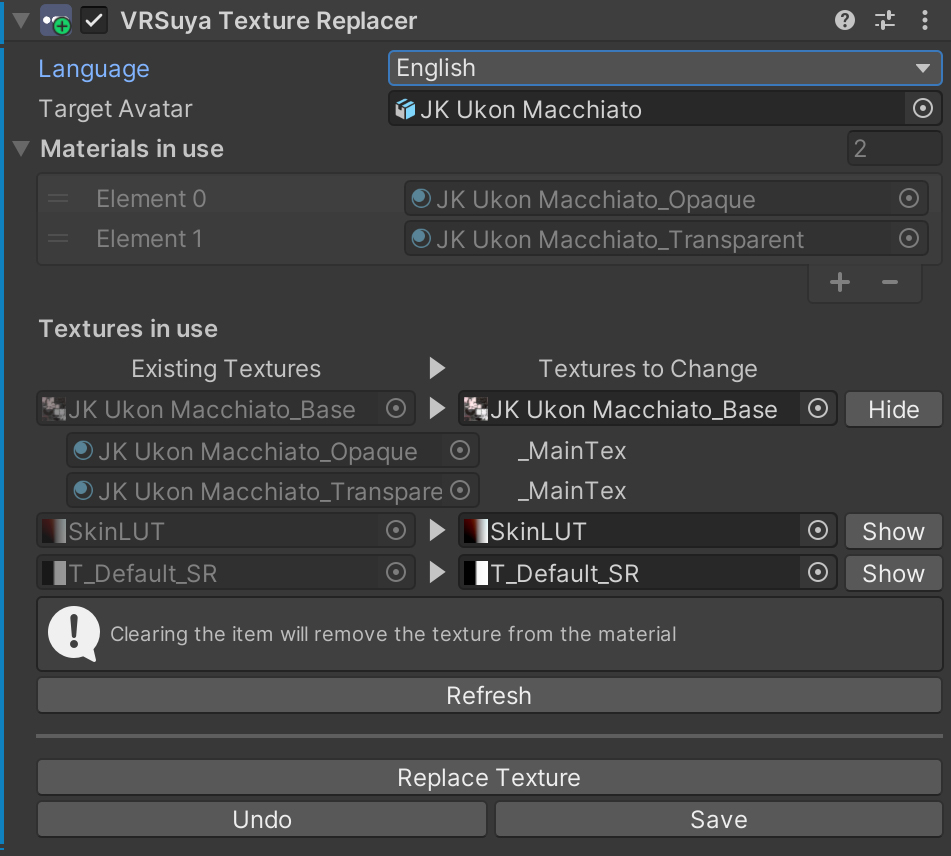 VRSuya Texture Replacer
Language English
Target Avatar JK Ukon Macchiato
Materials in use 2
Element 0 JK Ukon Macchiato_Opaque
Element 1 JK Ukon Macchiato_Transparent
Textures in use
Existing Textures Textures to Change
JK Ukon Macchiato_Base JK Ukon Macchiato_Base Hide
JK Ukon Macchiato_Opaque _MainTex
JK Ukon Macchiato_Transpare _MainTex
SkinLUT SkinLUT Show
T_Default_SR T_Default_SR Show
Clearing the item will remove the texture from the material
Refresh
Replace Texture
Undo Save